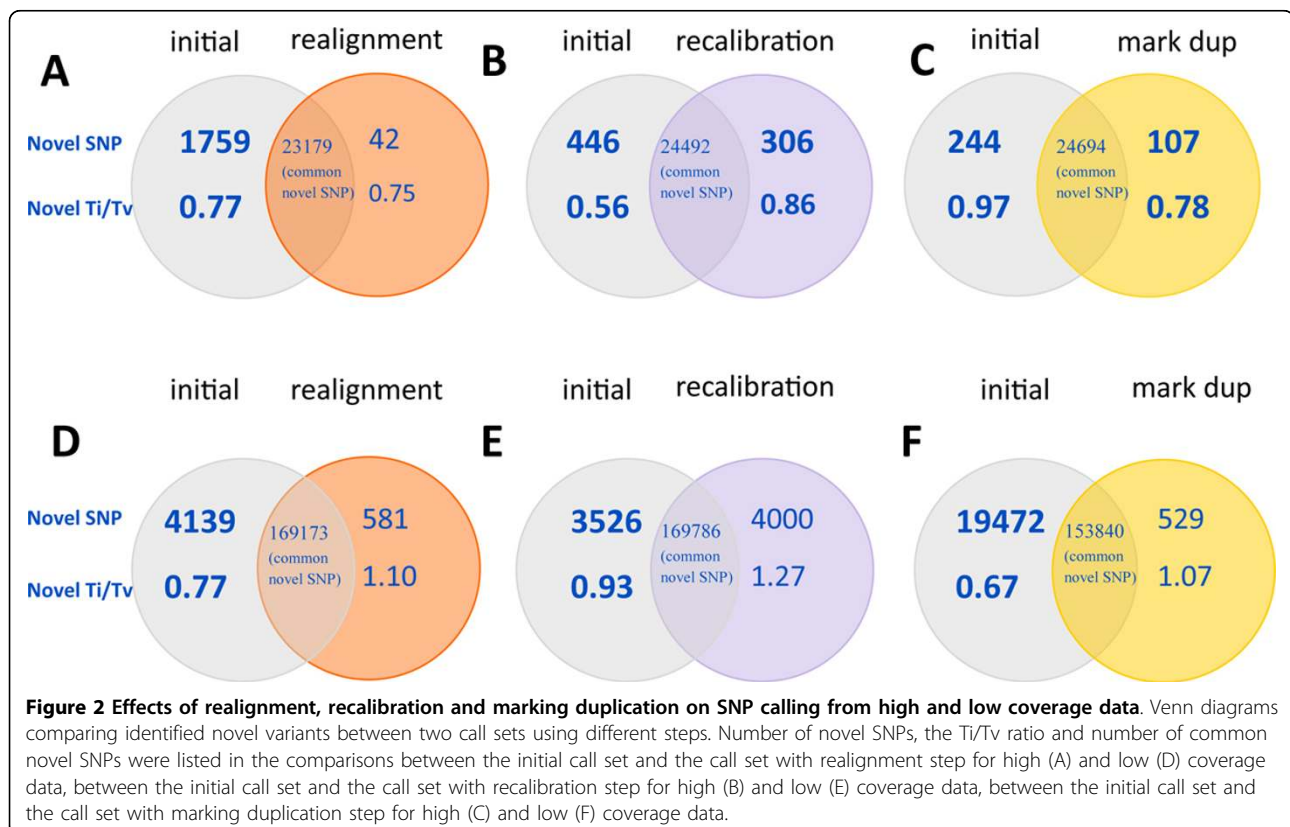 initial realignment
initial recalibration
initial mark dup
A
B
C
Novel SNP 1759 23179 42
(common
novel SNP)
Novel Ti/Tv 0.77 0.75
446 24492 306
(common
novel SNP)
0.56 0.86
244 24694 107
(common
novel SNP)
0.97 0.78
initial realignment
initial recalibration
initial mark dup
D
E
F
Novel SNP 4139 169173 581
(common
novel SNP)
Novel Ti/Tv 0.77 1.10
3526 169786 4000
(common
novel SNP)
0.93 1.27
19472 153840 529
(common
novel SNP)
0.67 1.07
Figure 2 Effects of realignment, recalibration and marking duplication on SNP calling from high and low coverage data. Venn diagrams
comparing identified novel variants between two call sets using different steps. Number of novel SNPs, the Ti/Tv ratio and number of common
novel SNPs were listed in the comparisons between the initial call set and the call set with realignment step for high (A) and low (D) coverage
data, between the initial call set and the call set with recalibration step for high (B) and low (E) coverage data, between the initial call set and
the call set with marking duplication step for high (C) and low (F) coverage data.